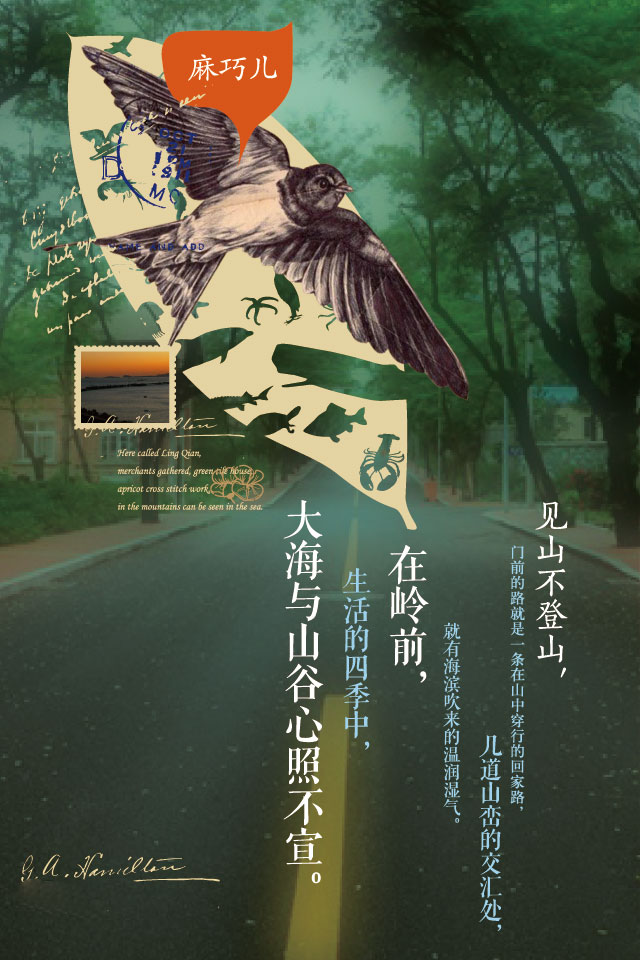 麻巧儿
G. A. Hamilton
Here called Ling Qian,
merchants gathered, green tile house,
apricot cross stitch work,
in the mountains can be seen in the sea.
见山不登山,
门前的路就是一条在山中穿行的回家路,
几道山峦的交汇处,
就有海滨吹来的温润湿气。
在岭前,
生活的四季中,
大海与山谷心照不宣。
G. A. Hamilton